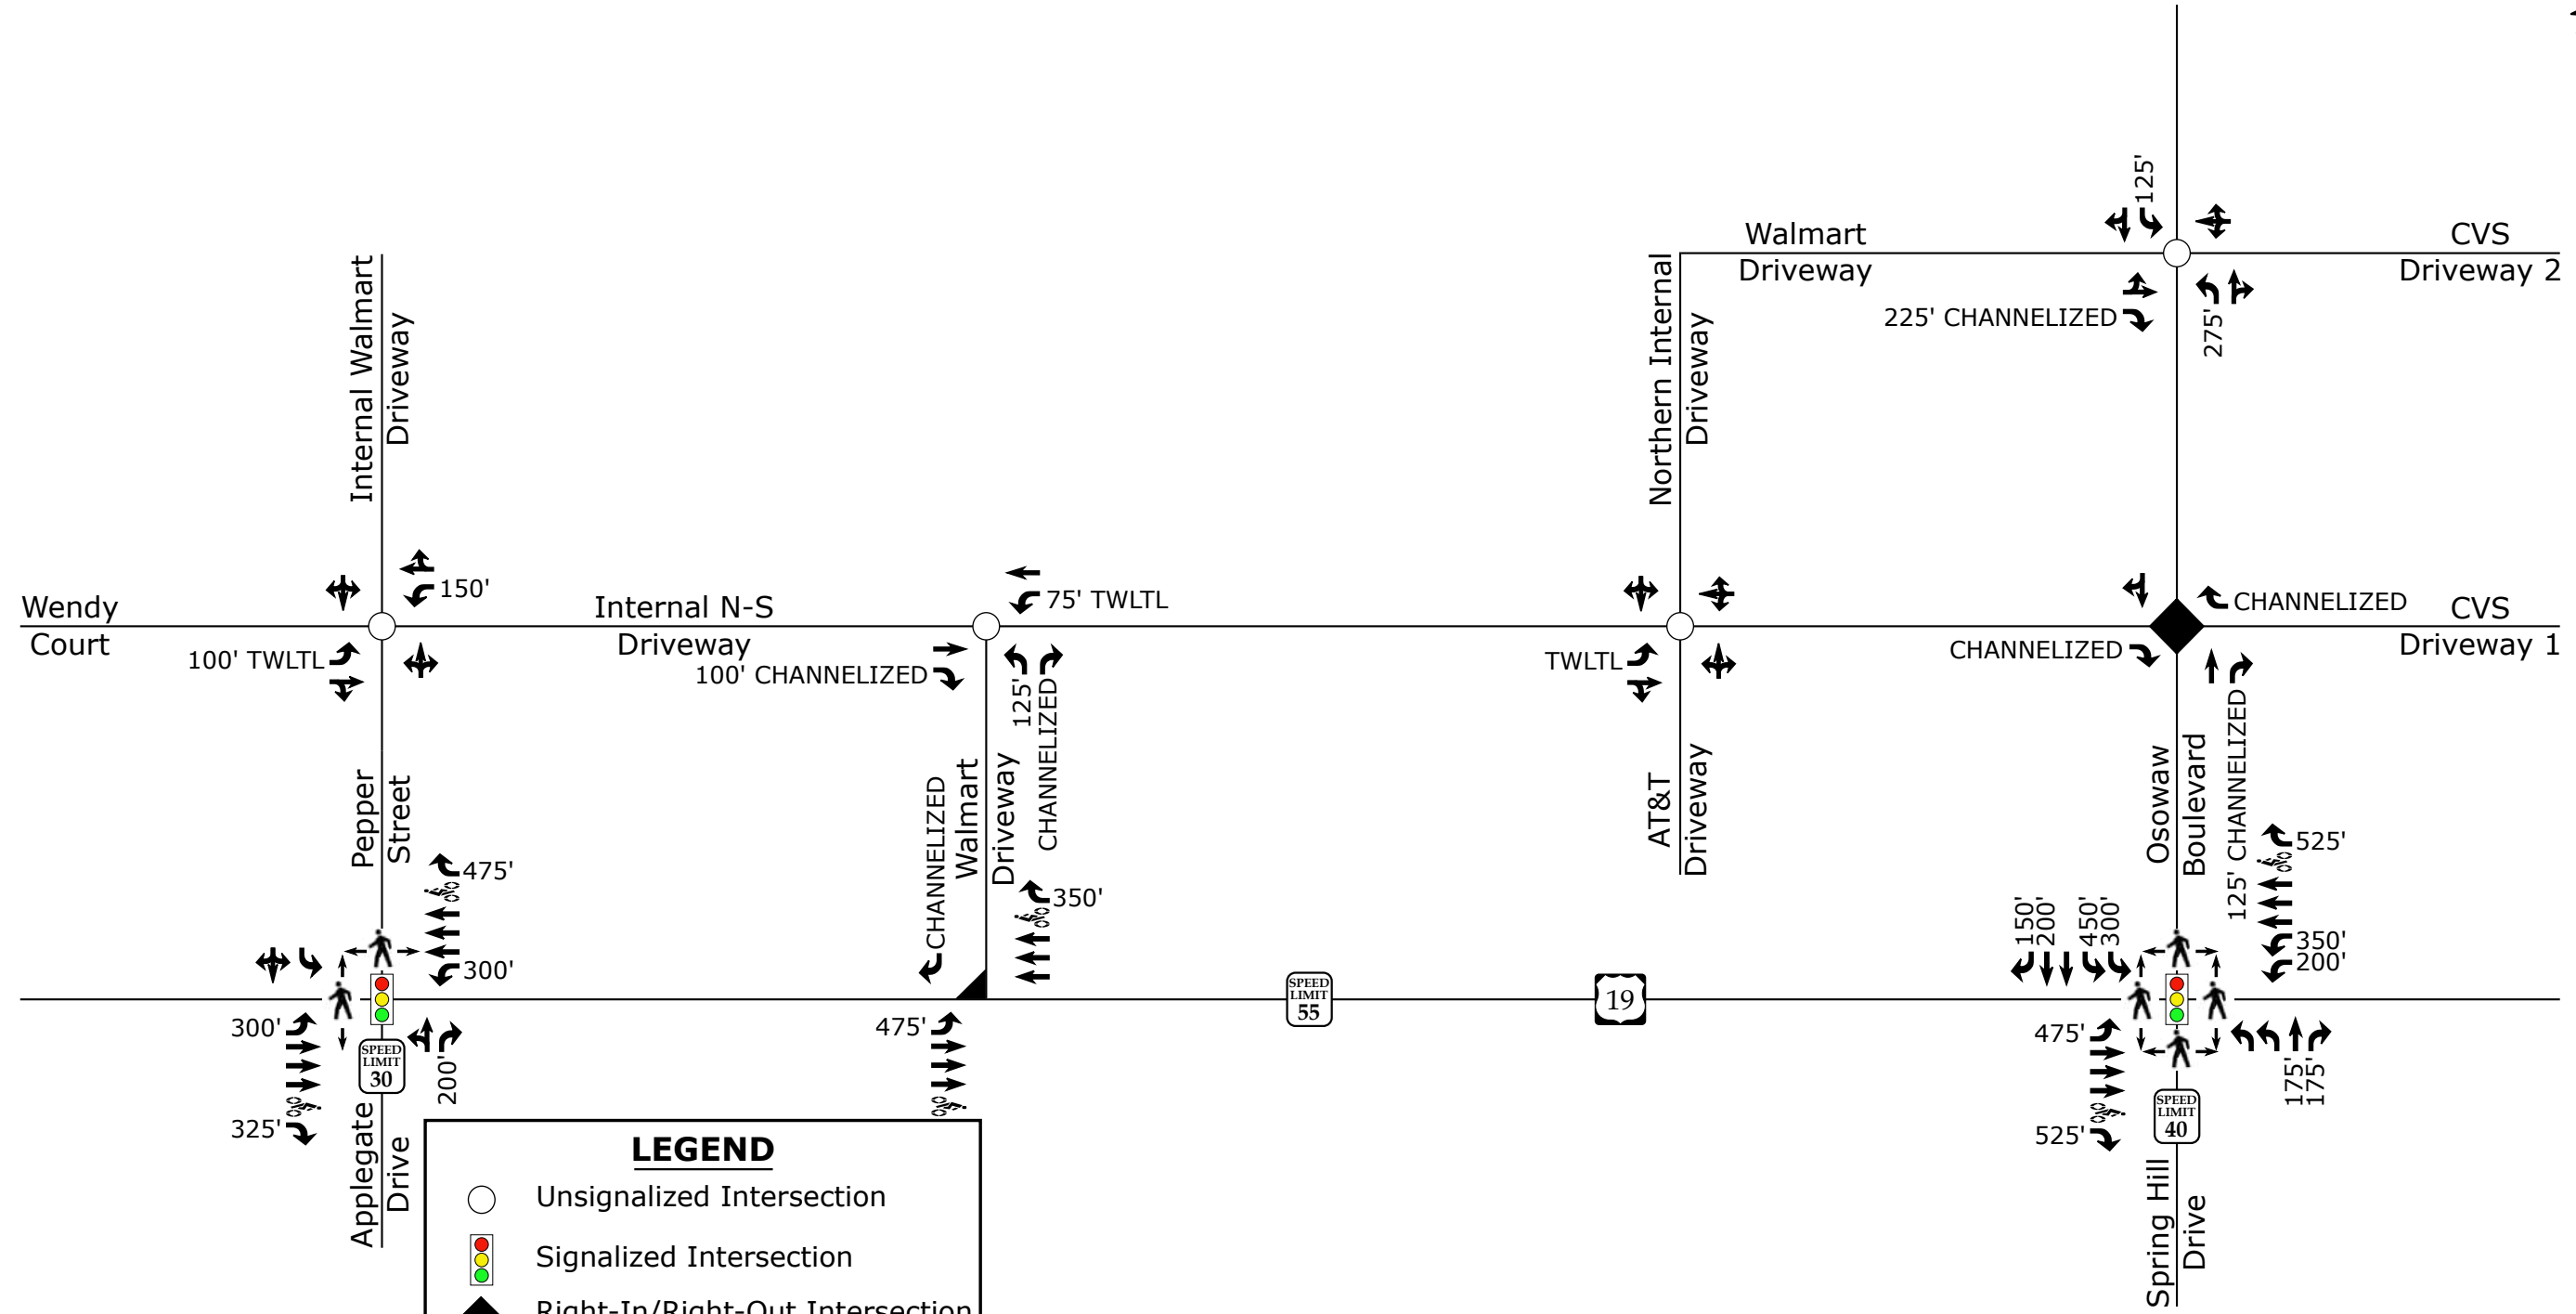 125'
Walmart
Driveway
CVS
Driveway 2
225' CHANNELIZED
275'
Internal Walmart
Driveway
Northern Internal
Driveway
150'
Wendy
Court
100' TWLTL
Internal N-S
Driveway
75' TWLTL
100' CHANNELIZED
125'
CHANNELIZED
TWLTL
CHANNELIZED
CHANNELIZED
CVS
Driveway 1
125' CHANNELIZED
Pepper
Street
CHANNELIZED
Walmart
Driveway
AT&T
Driveway
Osowaw
Boulevard
475'
300'
350'
150'
200'
450'
300'
525'
350'
200'
300'
325'
SPEED
LIMIT
30
200'
475'
SPEED
LIMIT
55
19
475'
525'
175'
175'
SPEED
LIMIT
40
Applegate
Drive
Spring Hill
Drive
LEGEND
Unsignalized Intersection
Signalized Intersection
Right-In/Right-Out Intersection